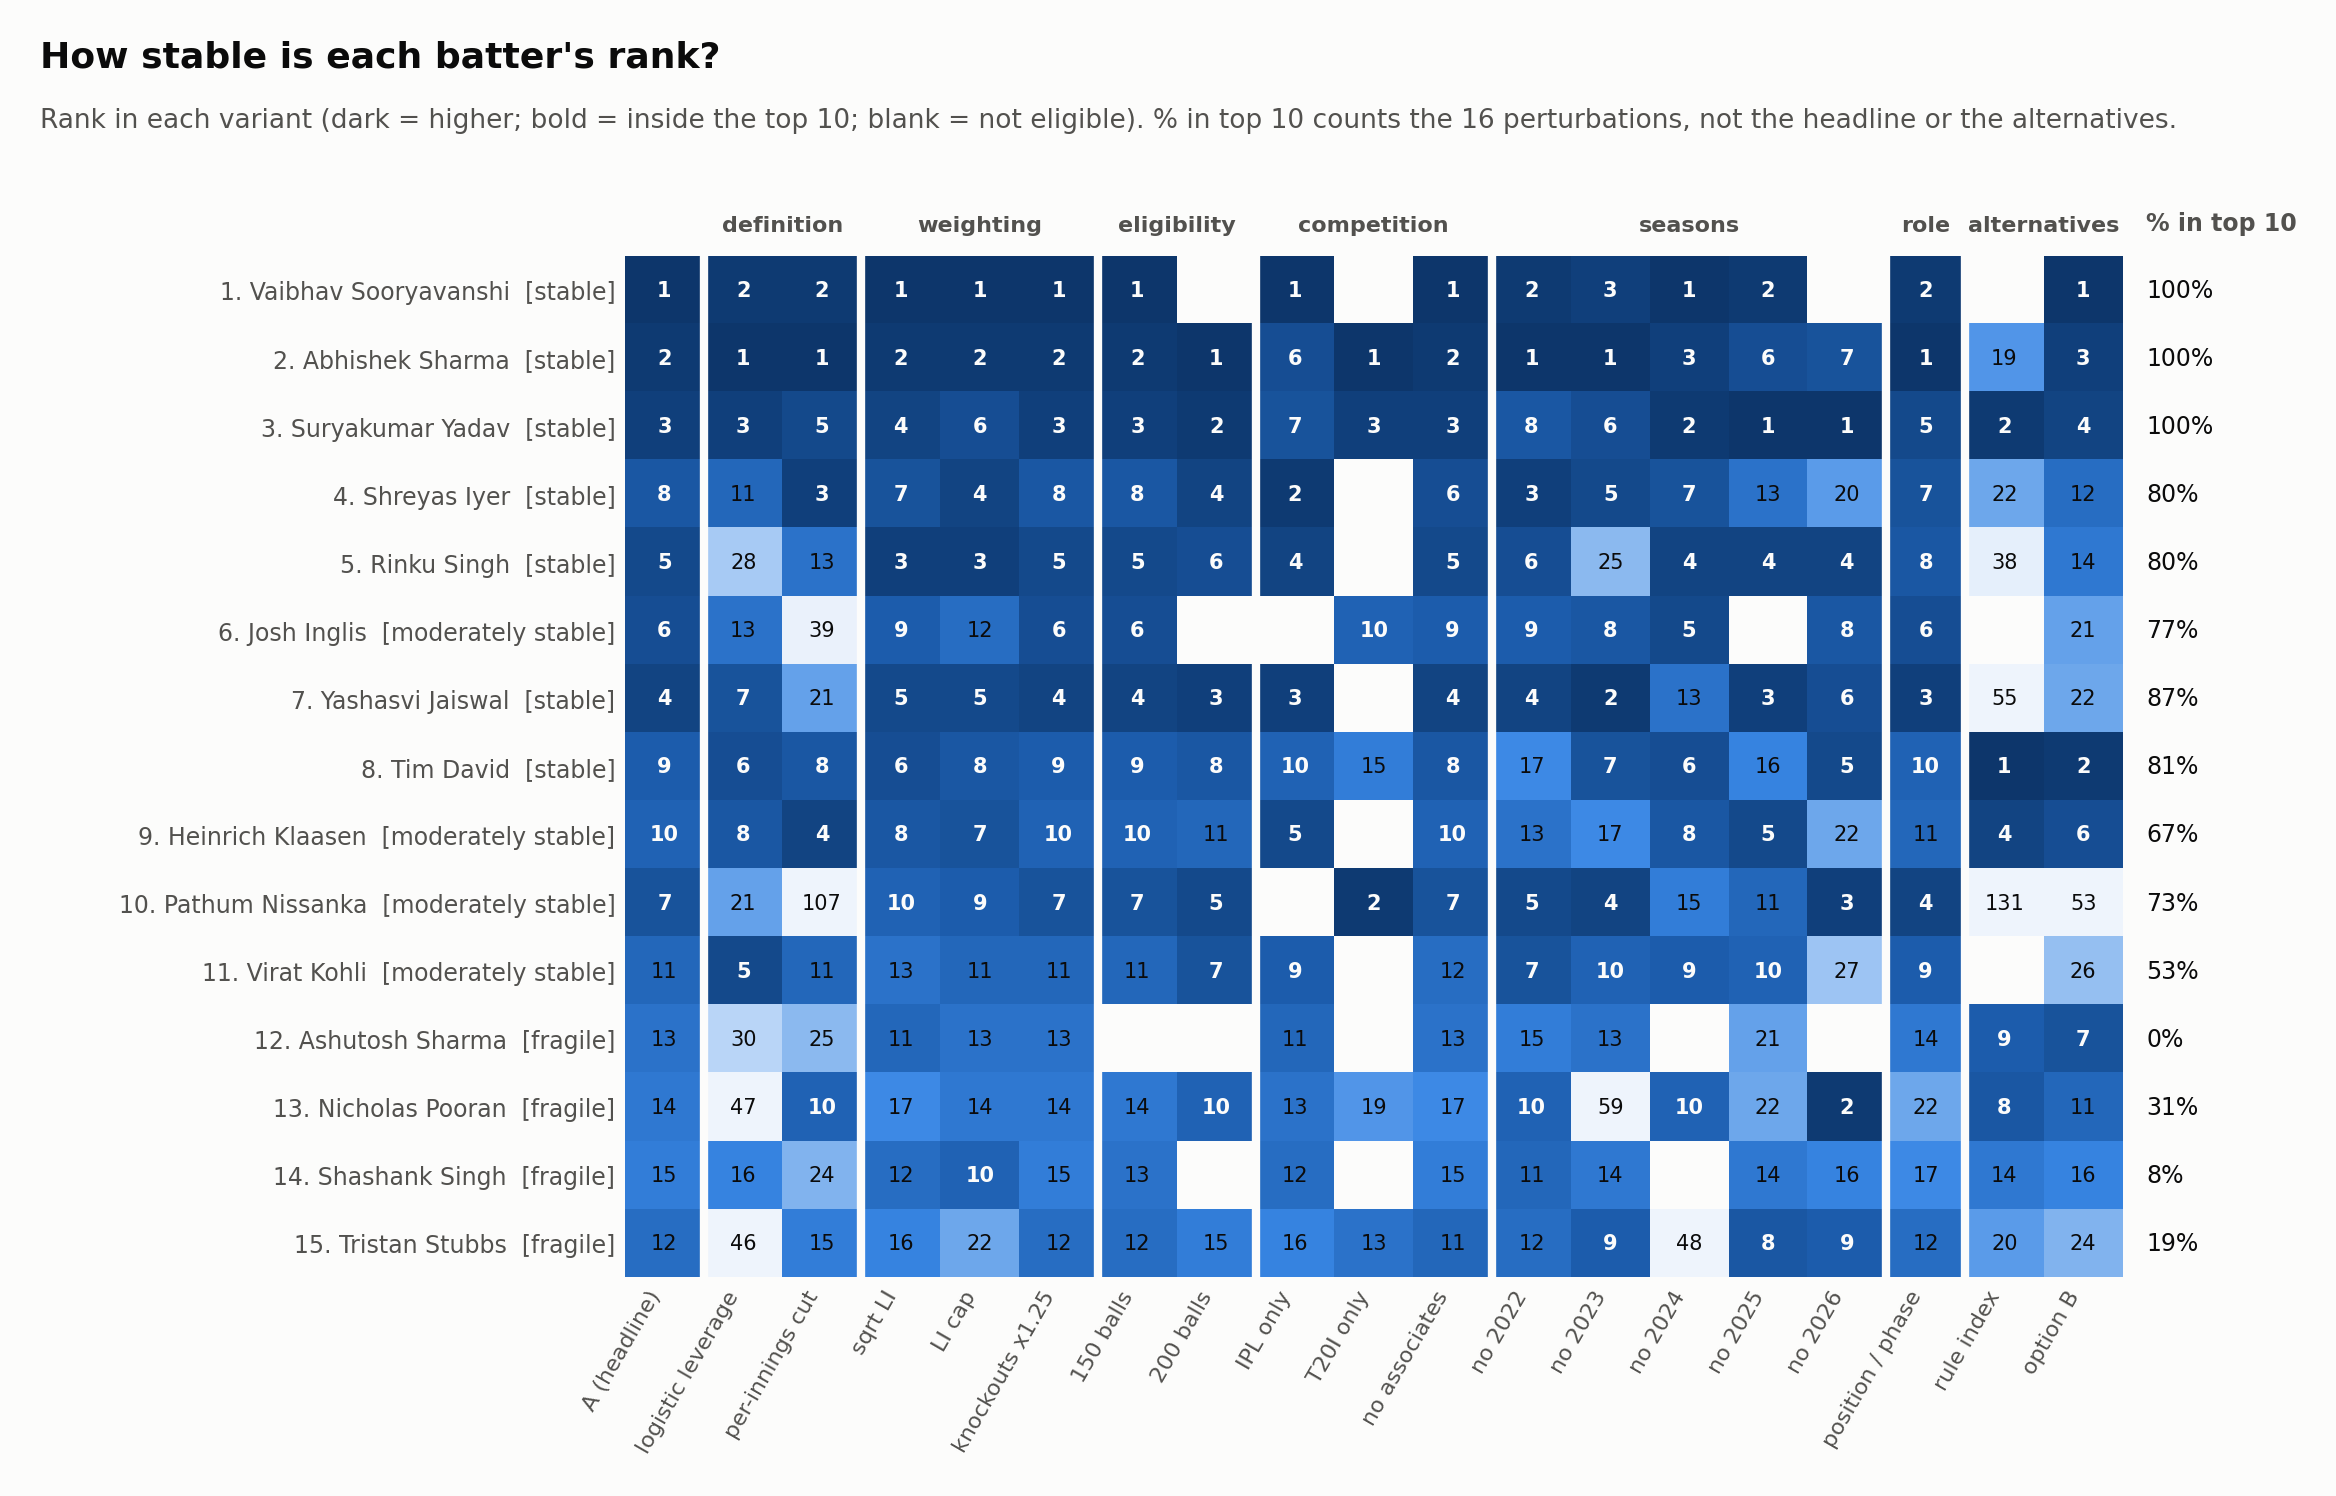 How stable is each batter's rank?
Rank in each variant (dark = higher; bold = inside the top 10; blank = not eligible). % in top 10 counts the 16 perturbations, not the headline or the alternatives.
definition weighting eligibility competition seasons role alternatives % in top 10
1. Vaibhav Sooryavanshi [stable] 1 2 2 1 1 1 1 1 1 2 3 1 2 2 1 100%
2. Abhishek Sharma [stable] 2 1 1 2 2 2 2 1 6 1 2 1 1 3 6 7 1 19 3 100%
3. Suryakumar Yadav [stable] 3 3 5 4 6 3 3 2 7 3 3 8 6 2 1 1 5 2 4 100%
4. Shreyas Iyer [stable] 8 11 3 7 4 8 8 4 2 6 3 5 7 13 20 7 22 12 80%
5. Rinku Singh [stable] 5 28 13 3 3 5 5 6 4 5 6 25 4 4 4 8 38 14 80%
6. Josh Inglis [moderately stable] 6 13 39 9 12 6 6 10 9 9 8 5 8 6 21 77%
7. Yashasvi Jaiswal [stable] 4 7 21 5 5 4 4 3 3 4 4 2 13 3 6 3 55 22 87%
8. Tim David [stable] 9 6 8 6 8 9 9 8 10 15 8 17 7 6 16 5 10 1 2 81%
9. Heinrich Klaasen [moderately stable] 10 8 4 8 7 10 10 11 5 10 13 17 8 5 22 11 4 6 67%
10. Pathum Nissanka [moderately stable] 7 21 107 10 9 7 7 5 2 7 5 4 15 11 3 4 131 53 73%
11. Virat Kohli [moderately stable] 11 5 11 13 11 11 11 7 9 12 7 10 9 10 27 9 26 53%
12. Ashutosh Sharma [fragile] 13 30 25 11 13 13 11 13 15 13 21 14 9 7 0%
13. Nicholas Pooran [fragile] 14 47 10 17 14 14 14 10 13 19 17 10 59 10 22 2 22 8 11 31%
14. Shashank Singh [fragile] 15 16 24 12 10 15 13 12 15 11 14 14 16 17 14 16 8%
15. Tristan Stubbs [fragile] 12 46 15 16 22 12 12 15 16 13 11 12 9 48 8 9 12 20 24 19%
A (headline)
logistic leverage
per-innings cut
sqrt LI
LI cap
knockouts x1.25
150 balls
200 balls
IPL only
T20I only
no associates
no 2022
no 2023
no 2024
no 2025
no 2026
position / phase
rule index
option B